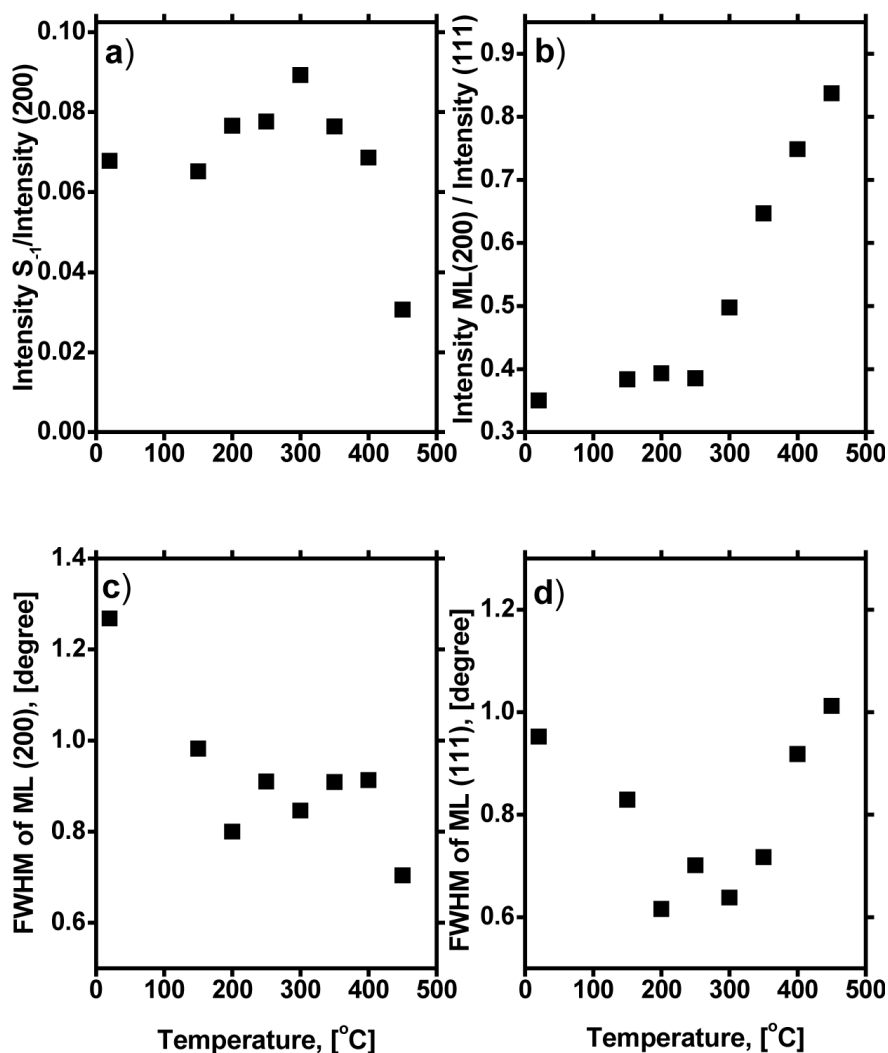 a)
Intensity S-1/Intensity (200)
0.10
0.08
0.06
0.04
0.02
0.00
0 100 200 300 400 500
b)
Intensity ML(200) / Intensity (111)
0.9
0.8
0.7
0.6
0.5
0.4
0.3
0 100 200 300 400 500
c)
FWHM of ML (200), [degree]
1.4
1.2
1.0
0.8
0.6
0 100 200 300 400 500
Temperature, [°C]
d)
FWHM of ML (111), [degree]
1.2
1.0
0.8
0.6
0 100 200 300 400 500
Temperature, [°C]